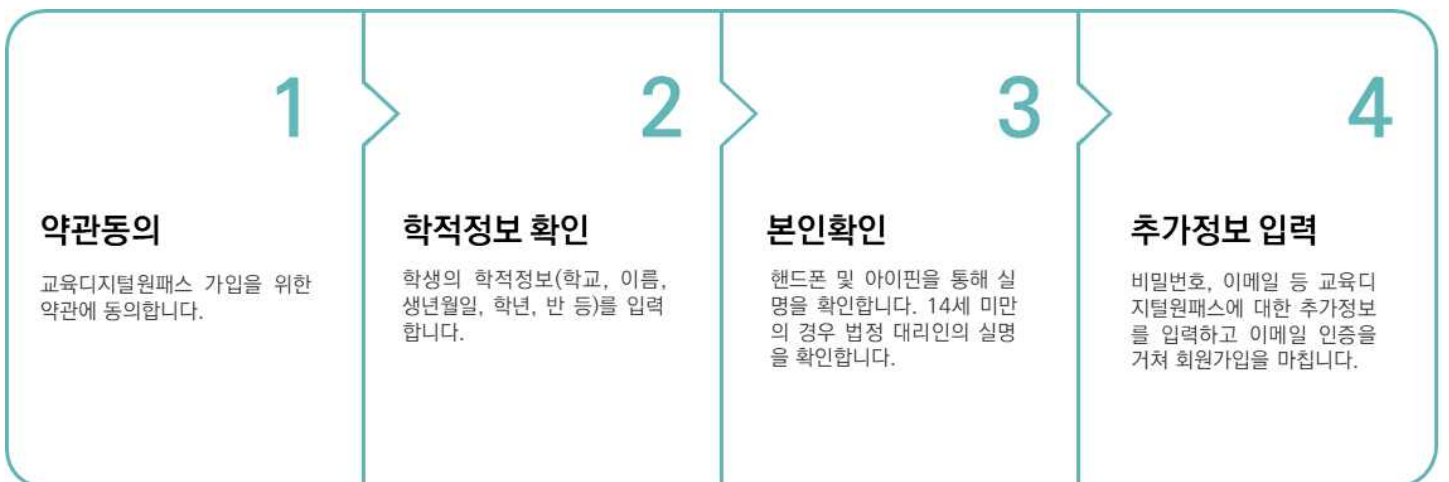 1
약관동의
교육디지털원패스 가입을 위한
약관에 동의합니다.
2
학적정보 확인
학생의 학적정보(학교, 이름,
생년월일, 학년, 반 등)를 입력
합니다.
3
본인확인
핸드폰 및 아이핀을 통해 실
명을 확인합니다. 14세 미만
의 경우 법정 대리인의 실명
을 확인합니다.
4
추가정보 입력
비밀번호, 이메일 등 교육디
지털원패스에 대한 추가정보
를 입력하고 이메일 인증을
거쳐 회원가입을 마칩니다.